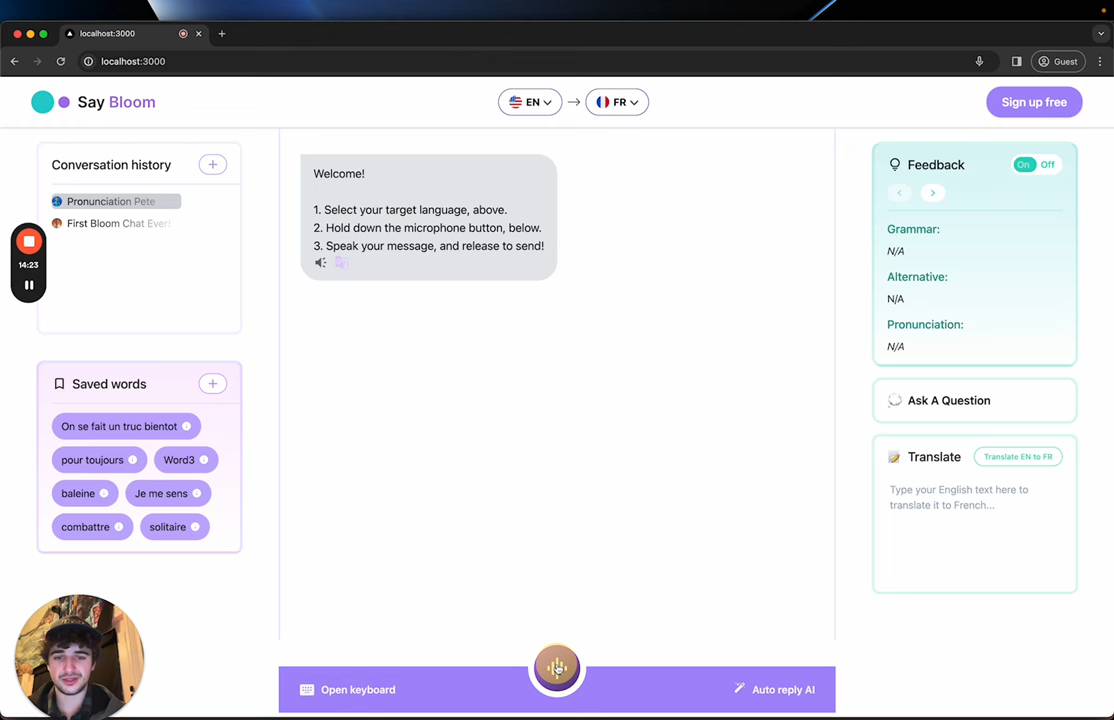 localhost:3000
localhost:3000
Guest
Say Bloom
EN
FR
Sign up free
Conversation history
Pronunciation Pete
First Bloom Chat Ever!
14:23
Saved words
On se fait un truc bientot
pour toujours
Word3
baleine
Je me sens
combattre
solitaire
Welcome!
1. Select your target language, above.
2. Hold down the microphone button, below.
3. Speak your message, and release to send!
Open keyboard
Auto reply AI
Feedback
On Off
Grammar:
N/A
Alternative:
N/A
Pronunciation:
N/A
Ask A Question
Translate
Translate EN to FR
Type your English text here to
translate it to French...